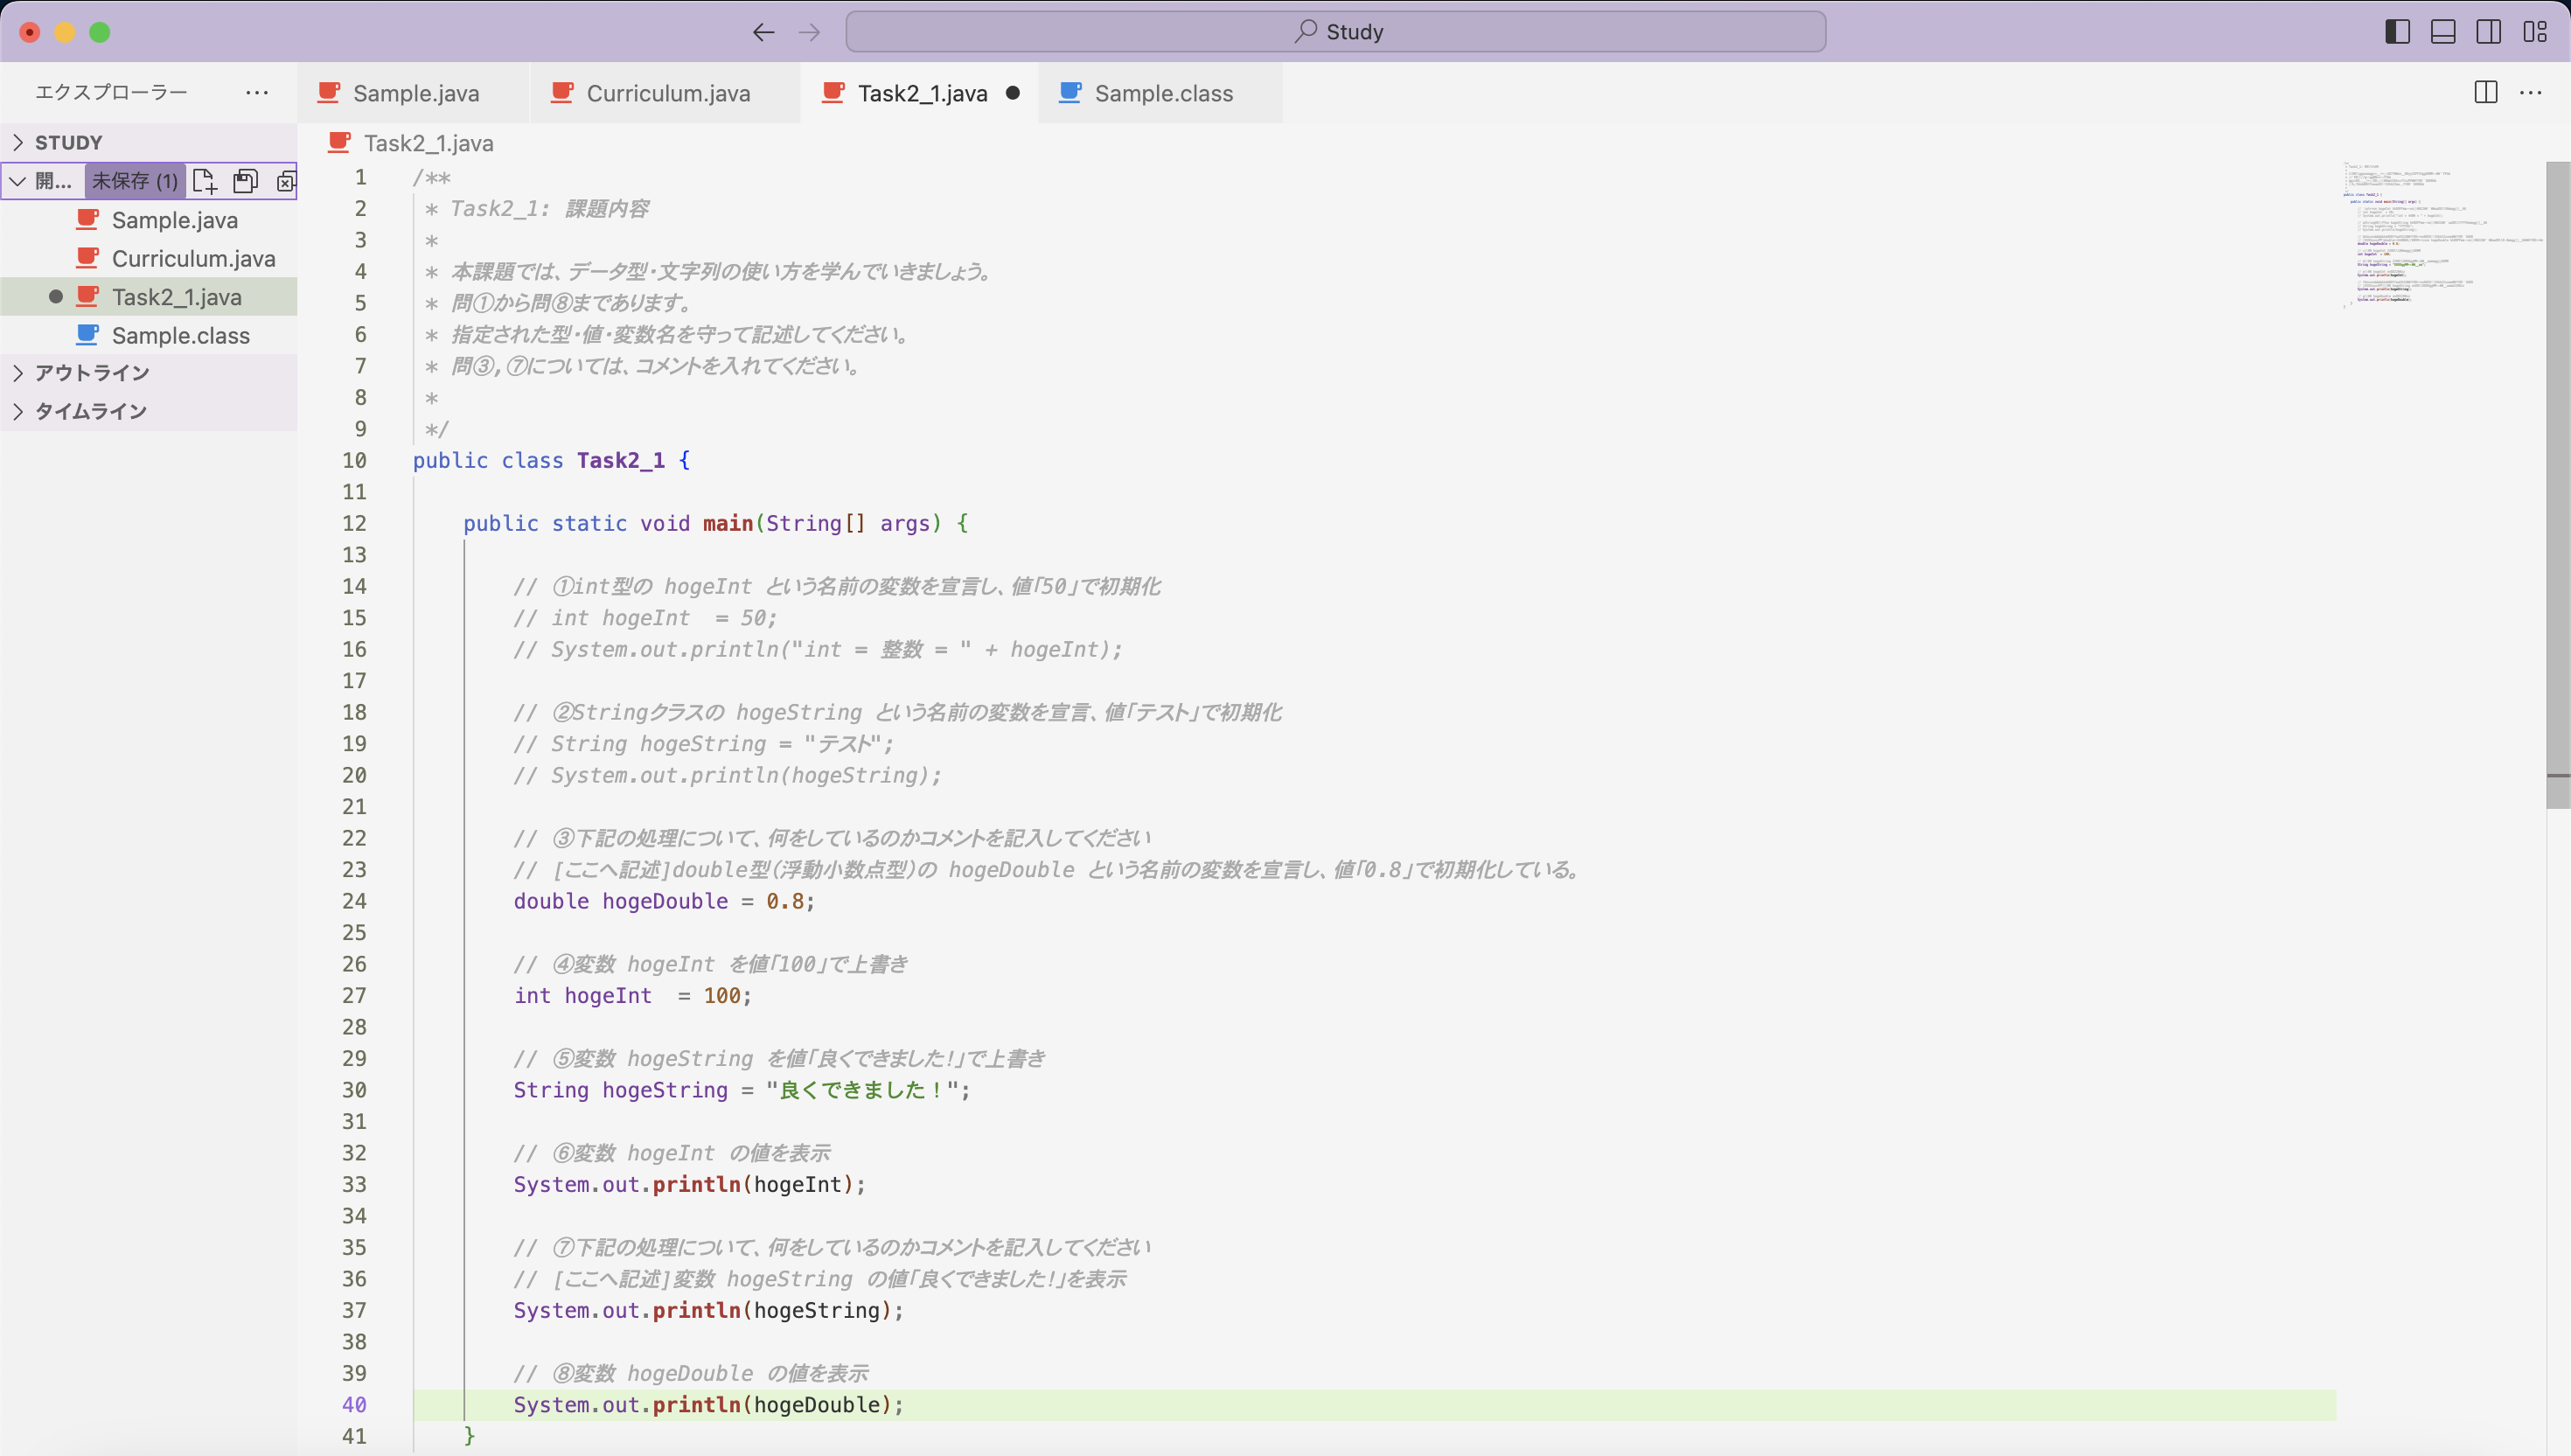 Study
エクスプローラー
Sample.java
Curriculum.java
Task2_1.java
Sample.class
STUDY
開... 未保存 (1)
Sample.java
Curriculum.java
Task2_1.java
Sample.class
アウトライン
タイムライン
Task2_1.java
1 /**
2 * Task2_1: 課題内容
3 *
4 * 本課題では、データ型・文字列の使い方を学んでいきましょう。
5 * 問①から問⑧まであります。
6 * 指定された型・値・変数名を守って記述してください。
7 * 問③,⑦については、コメントを入れてください。
8 *
9 */
10 public class Task2_1 {
11
12 public static void main(String[] args) {
13
14 // ①int型の hogeInt という名前の変数を宣言し、値「50」で初期化
15 // int hogeInt  = 50;
16 // System.out.println("int = 整数 = " + hogeInt);
17
18 // ②Stringクラスの hogeString という名前の変数を宣言、値「テスト」で初期化
19 // String hogeString = "テスト";
20 // System.out.println(hogeString);
21
22 // ③下記の処理について、何をしているのかコメントを記入してください
23 // [ここへ記述]double型(浮動小数点型)の hogeDouble という名前の変数を宣言し、値「0.8」で初期化している。
24 double hogeDouble = 0.8;
25
26 // ④変数 hogeInt を値「100」で上書き
27 int hogeInt  = 100;
28
29 // ⑤変数 hogeString を値「良くできました!」で上書き
30 String hogeString = "良くできました！";
31
32 // ⑥変数 hogeInt の値を表示
33 System.out.println(hogeInt);
34
35 // ⑦下記の処理について、何をしているのかコメントを記入してください
36 // [ここへ記述]変数 hogeString の値「良くできました!」を表示
37 System.out.println(hogeString);
38
39 // ⑧変数 hogeDouble の値を表示
40 System.out.println(hogeDouble);
41 }